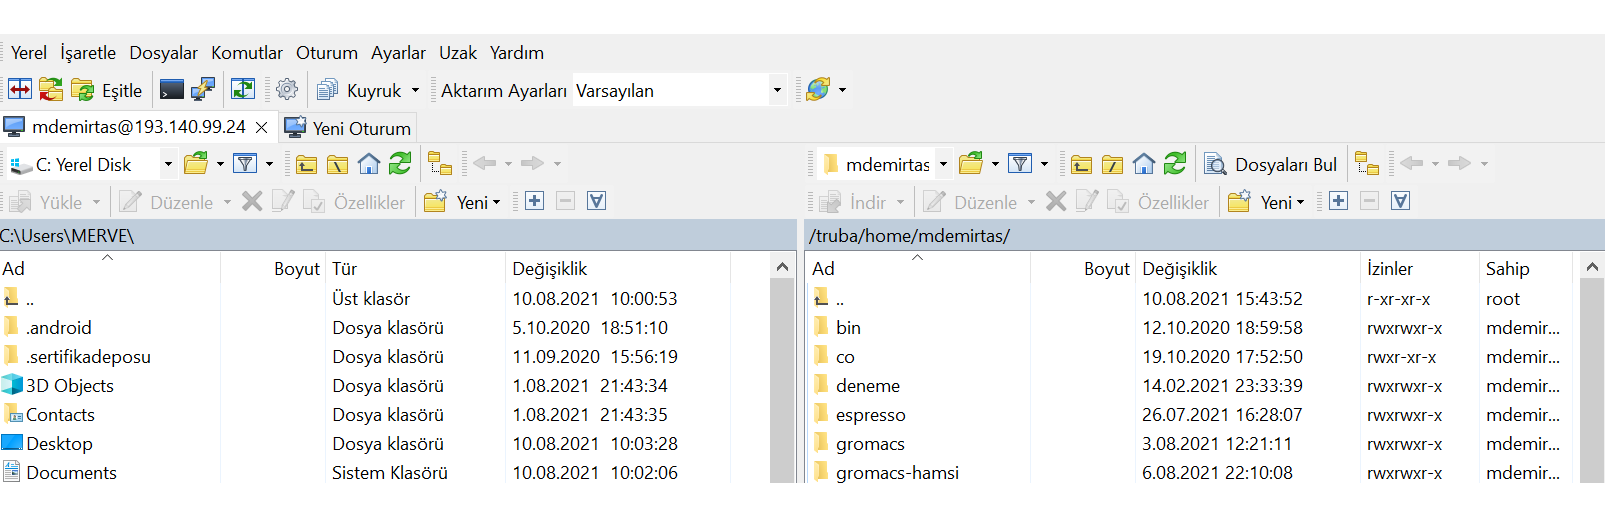 Yerel İşaretle Dosyalar Komutlar Oturum Ayarlar Uzak Yardım
Eşitle Kuyruk Aktarım Ayarları Varsayılan
mdemirtas@193.140.99.24 Yeni Oturum
C: Yerel Disk mdemirtas Dosyaları Bul
Yükle Düzenle Özellikler Yeni İndir Düzenle Özellikler Yeni
C:\Users\MERVE\ /truba/home/mdemirtas/
Ad Boyut Tür Değişiklik Ad Boyut Değişiklik İzinler Sahip
.. Üst klasör 10.08.2021 10:00:53 .. 10.08.2021 15:43:52 r-xr-xr-x root
.android Dosya klasörü 5.10.2020 18:51:10 bin 12.10.2020 18:59:58 rwxrwxr-x mdemir...
.sertifikadeposu Dosya klasörü 11.09.2020 15:56:19 co 19.10.2020 17:52:50 rwxr-xr-x mdemir...
3D Objects Dosya klasörü 1.08.2021 21:43:34 deneme 14.02.2021 23:33:39 rwxrwxr-x mdemir...
Contacts Dosya klasörü 1.08.2021 21:43:35 espresso 26.07.2021 16:28:07 rwxrwxr-x mdemir...
Desktop Dosya klasörü 10.08.2021 10:03:28 gromacs 3.08.2021 12:21:11 rwxrwxr-x mdemir...
Documents Sistem Klasörü 10.08.2021 10:02:06 gromacs-hamsi 6.08.2021 22:10:08 rwxrwxr-x mdemir...